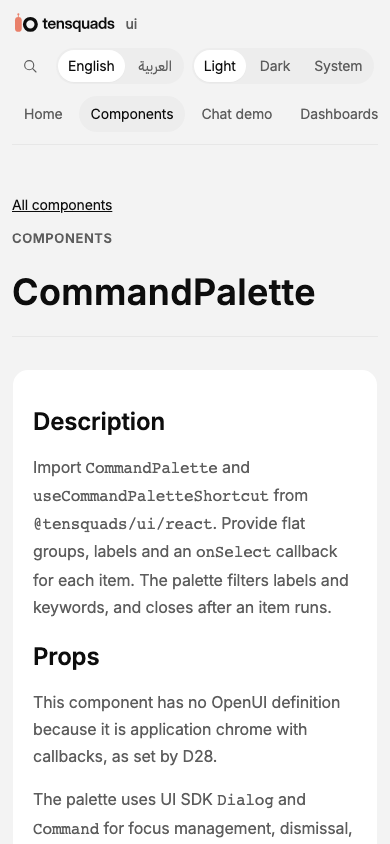 tensquads ui
English العربية Light Dark System
Home Components Chat demo Dashboards
All components
COMPONENTS
CommandPalette
Description
Import CommandPalette and
useCommandPaletteShortcut from
@tensquads/ui/react. Provide flat
groups, labels and an onSelect callback
for each item. The palette filters labels and
keywords, and closes after an item runs.
Props
This component has no OpenUI definition
because it is application chrome with
callbacks, as set by D28.
The palette uses UI SDK Dialog and
Command for focus management, dismissal,